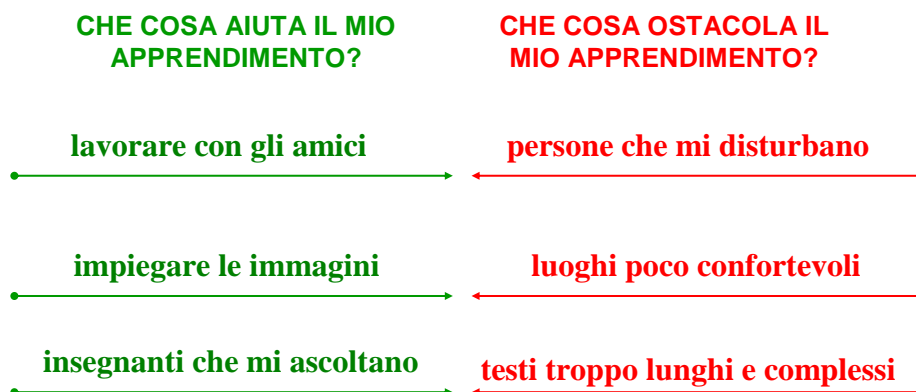 CHE COSA AIUTA IL MIO
APPRENDIMENTO?
CHE COSA OSTACOLA IL
MIO APPRENDIMENTO?
lavorare con gli amici
persone che mi disturbano
impiegare le immagini
luoghi poco confortevoli
insegnanti che mi ascoltano
testi troppo lunghi e complessi